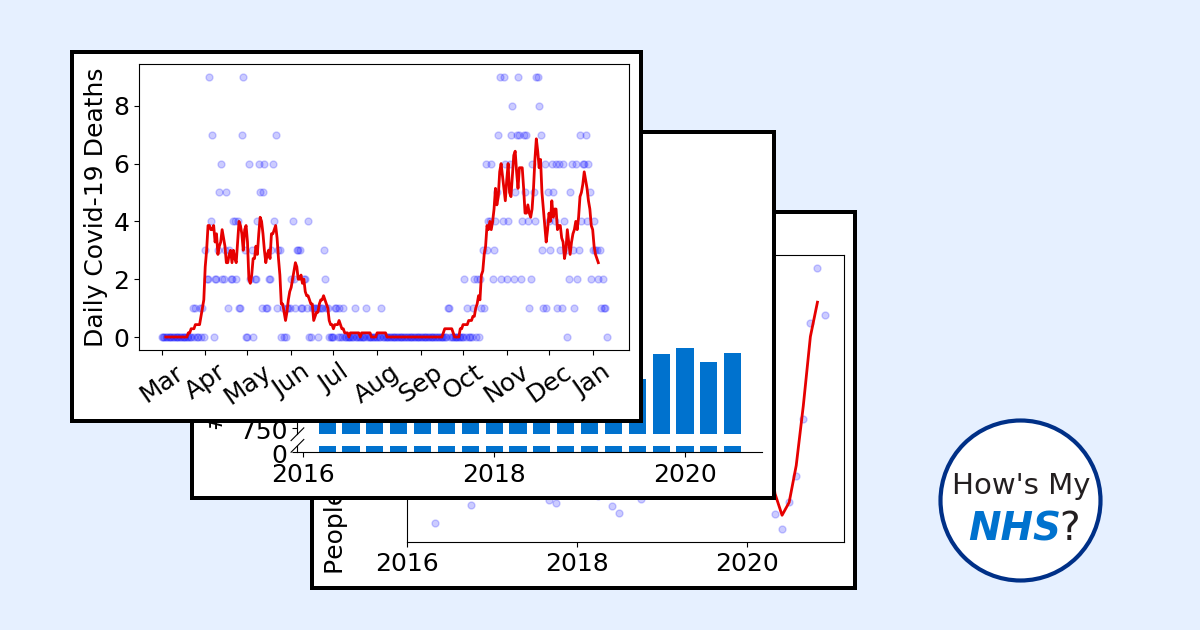 Daily Covid-19 Deaths
8
6
4
2
0
Mar Apr May Jun Jul Aug Sep Oct Nov Dec Jan
750
0
2016 2018 2020
People
2016 2018 2020
How's My
NHS?